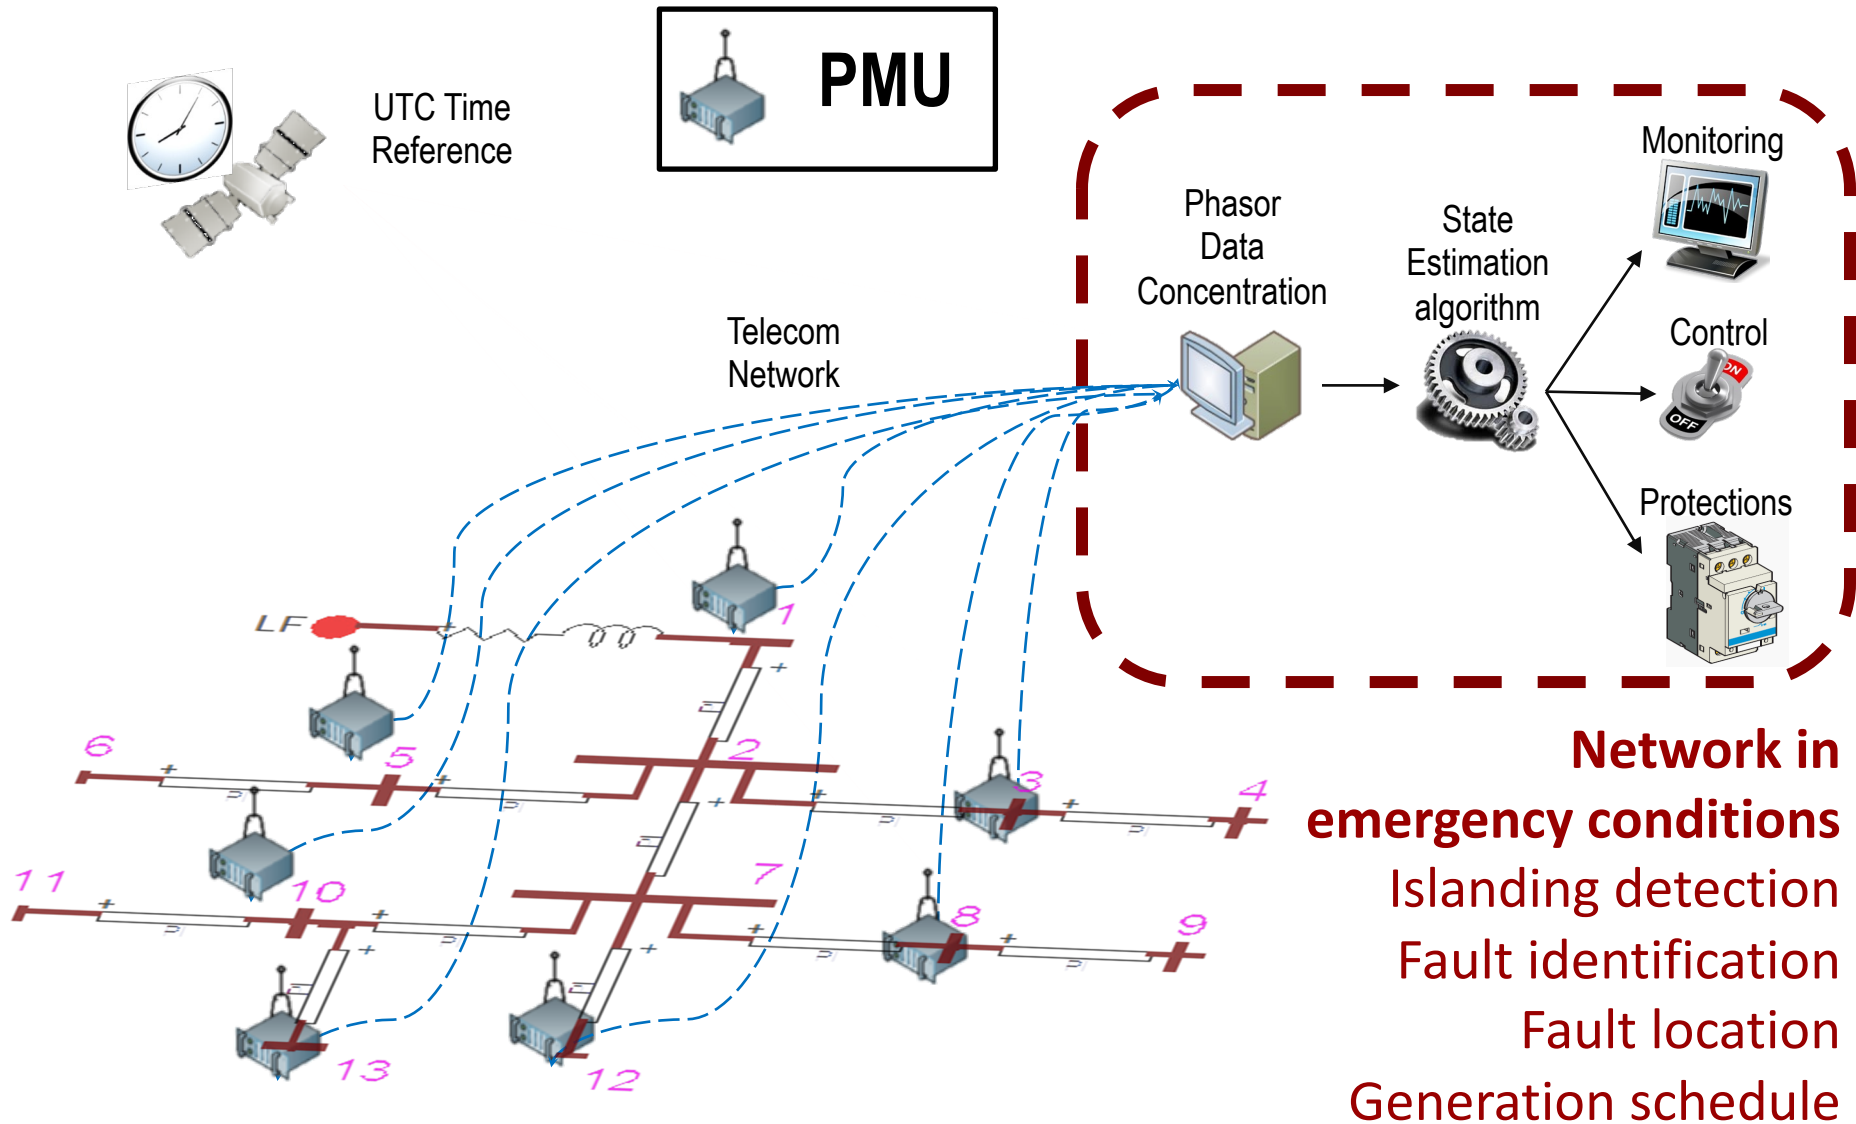 PMU
UTC Time
Reference
Monitoring
Phasor
Data
Concentration
State
Estimation
algorithm
Control
ON
OFF
Telecom
Network
Protections
LF
1
+
+
6
5
2
3
4
+
+
+
+
+
11
10
7
8
9
+
+
+
+
+
+
13
12
Network in
emergency conditions
Islanding detection
Fault identification
Fault location
Generation schedule